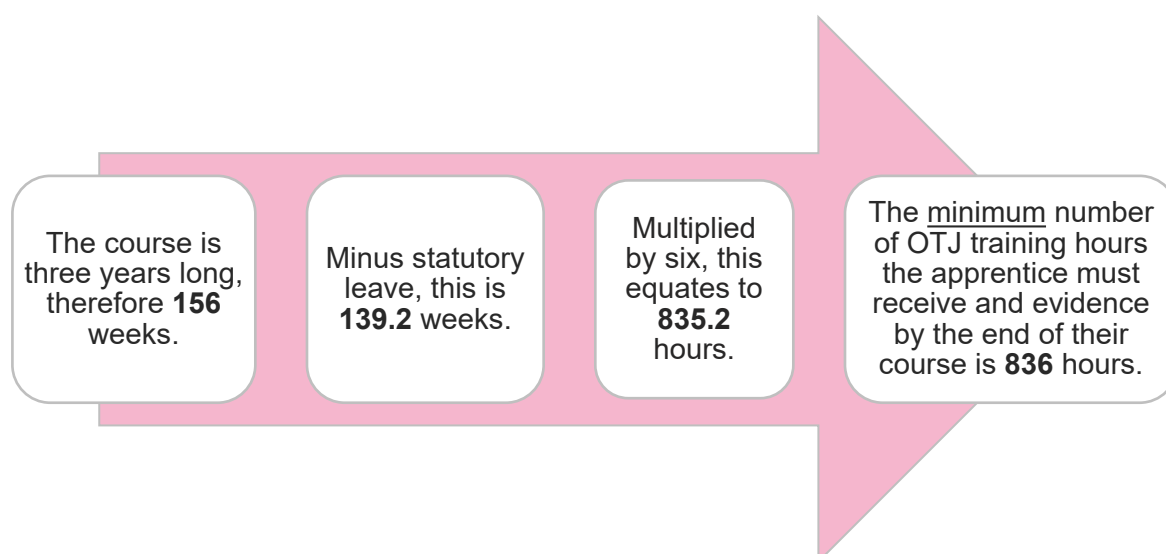 The course is
three years long,
therefore 156
weeks.
Minus statutory
leave, this is
139.2 weeks.
Multiplied
by six, this
equates to
835.2
hours.
The minimum number
of OTJ training hours
the apprentice must
receive and evidence
by the end of their
course is 836 hours.